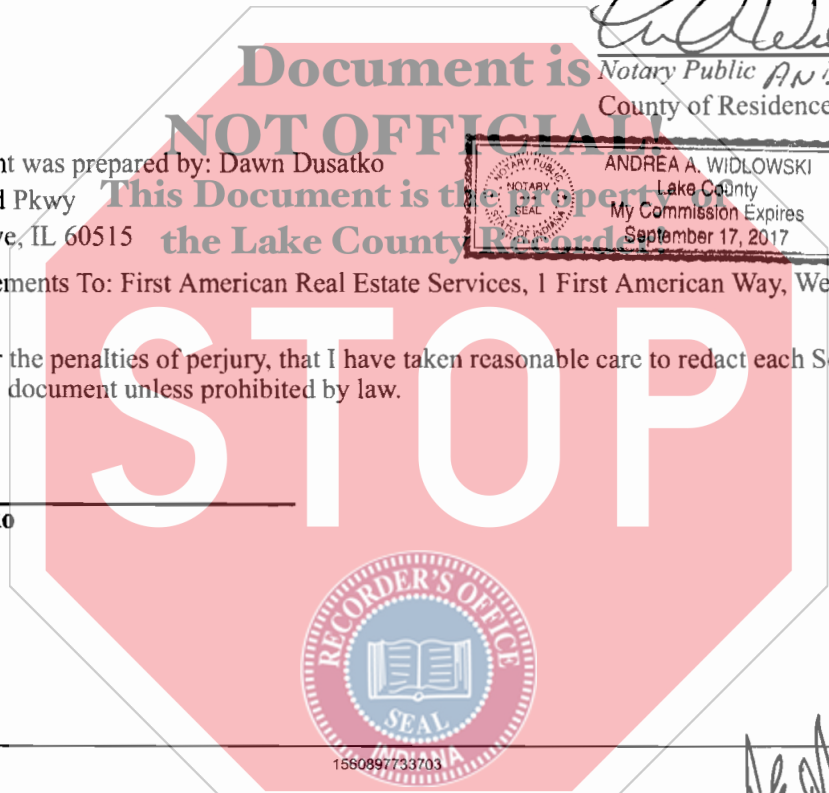 Document is
NOT OFFICIAL!
This Document is the property of
the Lake County Recorder!
Notary Public
County of Residence
nt was prepared by: Dawn Dusatko
d Pkwy
ve, IL 60515
NOTARY PUBLIC
NOTARY
SEAL
STATE OF INDIANA
ANDREA A. WIDLOWSKI
Lake County
My Commission Expires
September 17, 2017
ements To: First American Real Estate Services, 1 First American Way, We
r the penalties of perjury, that I have taken reasonable care to redact each S
document unless prohibited by law.
STOP
RECORDER'S OFFICE
SEAL
INDIANA
1560897733703